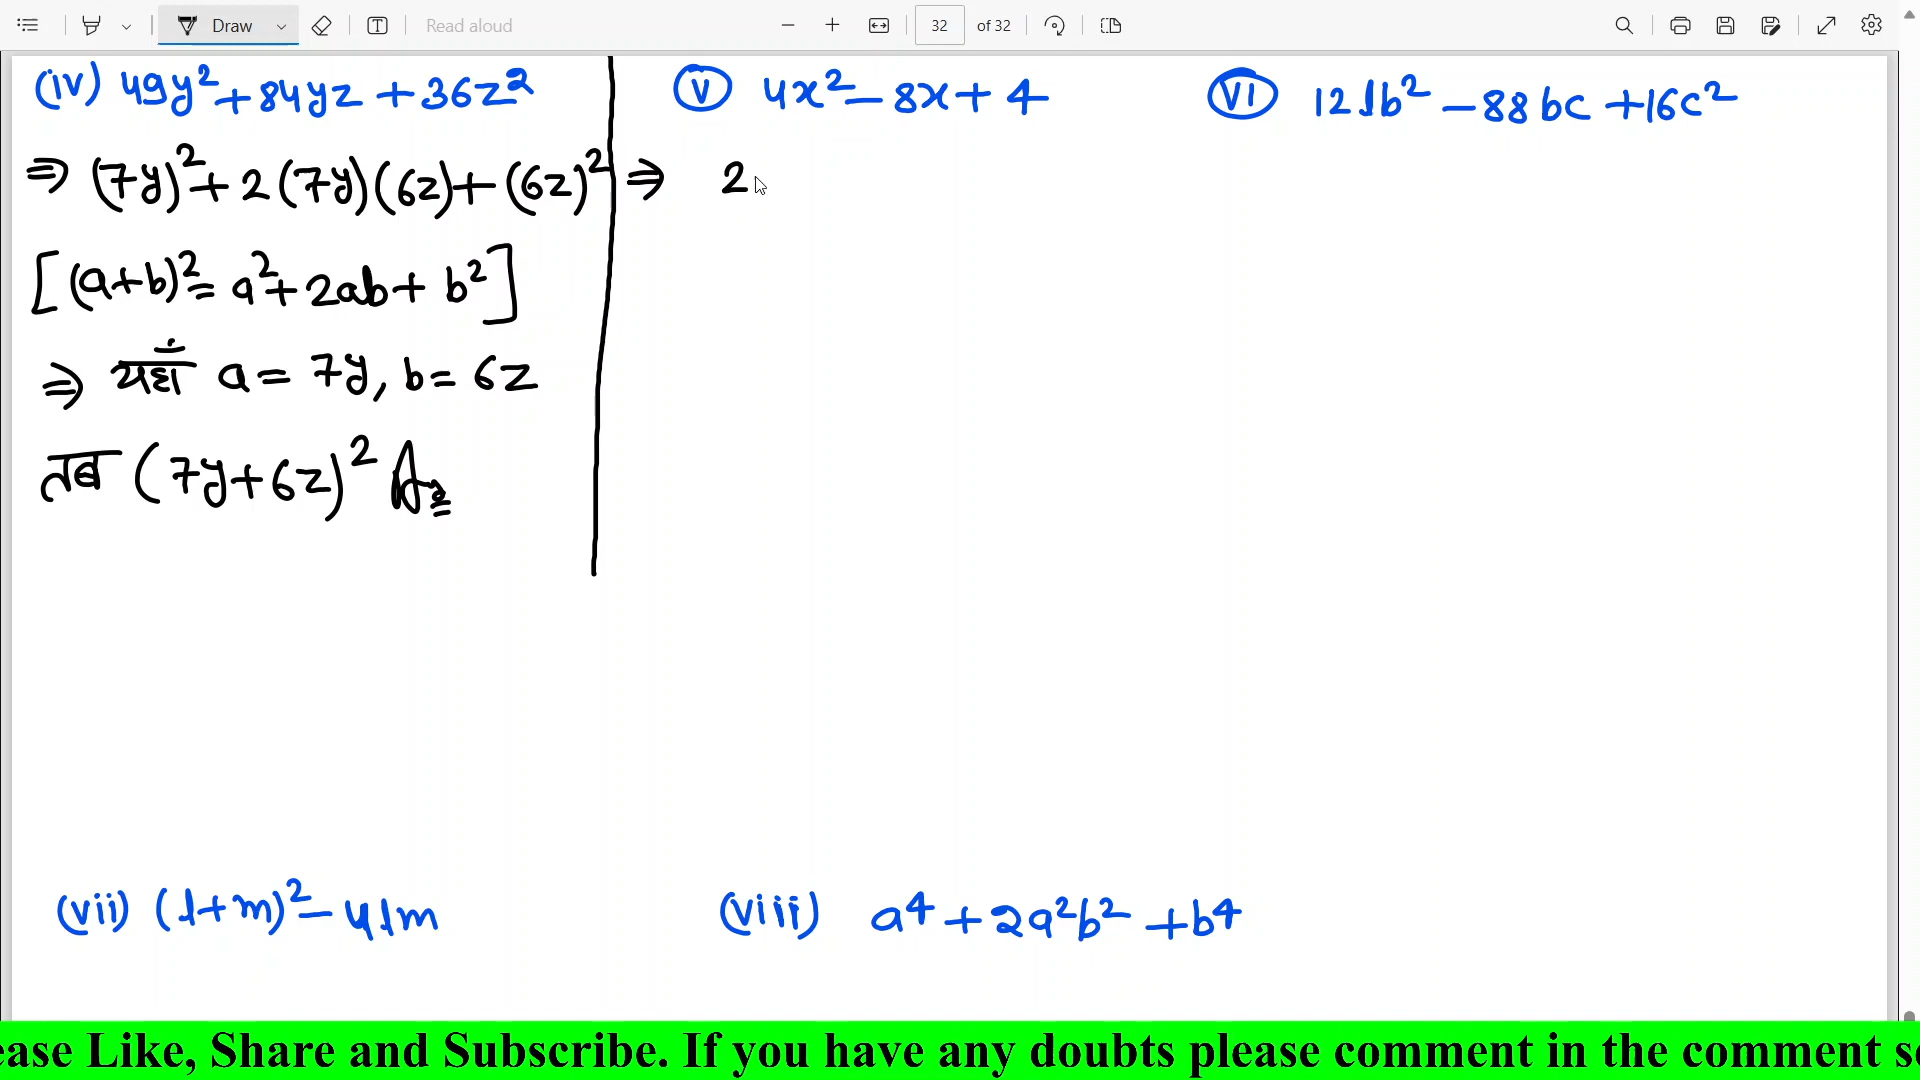 Draw
Read aloud
32 of 32
(iv) 49y² + 84yz + 36z²
⇒ (7y)² + 2(7y)(6z) + (6z)²
[(a+b)² = a² + 2ab + b²]
⇒ यहाँ a = 7y, b = 6z
तब (7y+6z)² A
(V) 4x² - 8x + 4
⇒ 2
(VI) 121b² - 88bc + 16c²
(vii) (l+m)² - 4lm
(viii) a⁴ + 2a²b² + b⁴
ease Like, Share and Subscribe. If you have any doubts please comment in the comment se